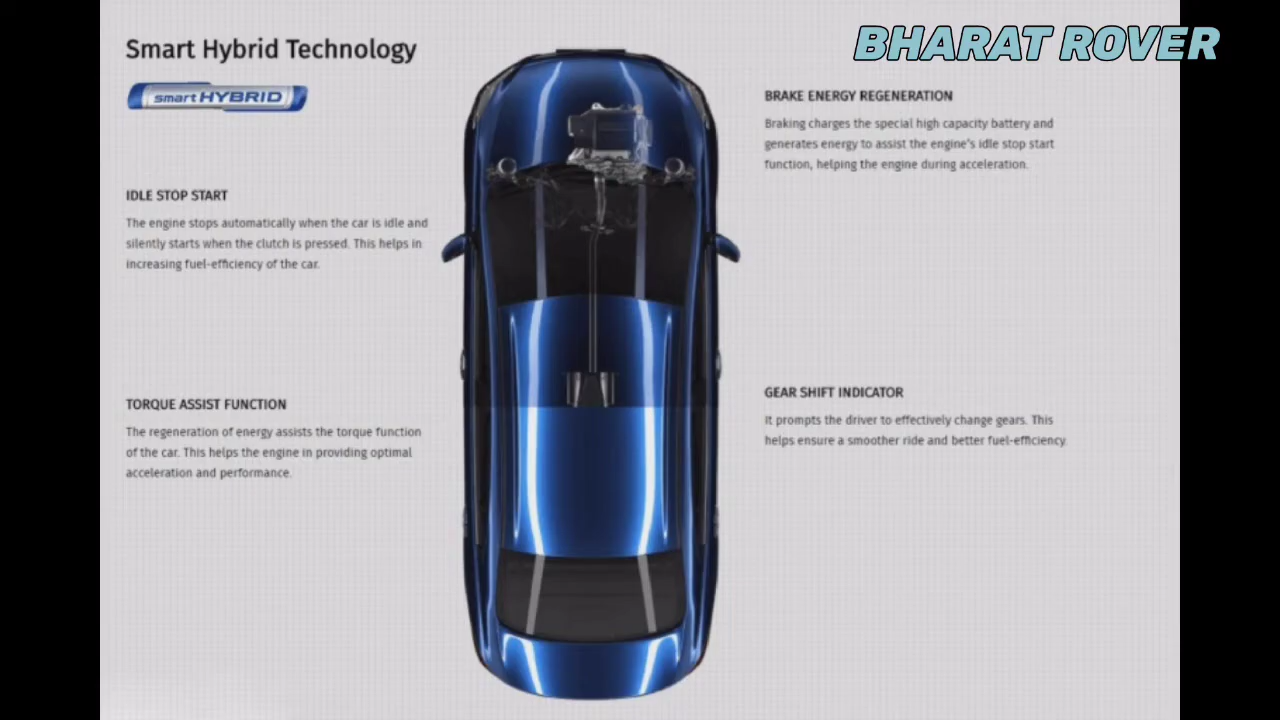 Smart Hybrid Technology
smart HYBRID
IDLE STOP START
The engine stops automatically when the car is idle and
silently starts when the clutch is pressed. This helps in
increasing fuel-efficiency of the car.
TORQUE ASSIST FUNCTION
The regeneration of energy assists the torque function
of the car. This helps the engine in providing optimal
acceleration and performance.
BHARAT ROVER
BRAKE ENERGY REGENERATION
Braking charges the special high capacity battery and
generates energy to assist the engine's idle stop start
function, helping the engine during acceleration.
GEAR SHIFT INDICATOR
It prompts the driver to effectively change gears. This
helps ensure a smoother ride and better fuel-efficiency.